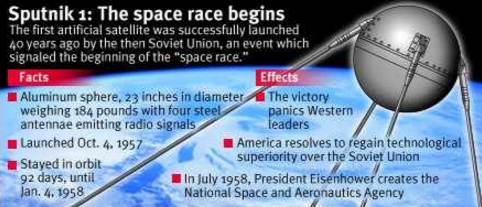 Sputnik 1: The space race begins
The first artificial satellite was successfully launched
40 years ago by the then Soviet Union, an event which
signaled the beginning of the “space race.”
Facts
Aluminum sphere, 23 inches in diameter
weighing 184 pounds with four steel
antennae emitting radio signals
Launched Oct. 4, 1957
Stayed in orbit
92 days, until
Jan. 4, 1958
Effects
The victory
panics Western
leaders
America resolves to regain technological
superiority over the Soviet Union
In July 1958, President Eisenhower creates the
National Space and Aeronautics Agency